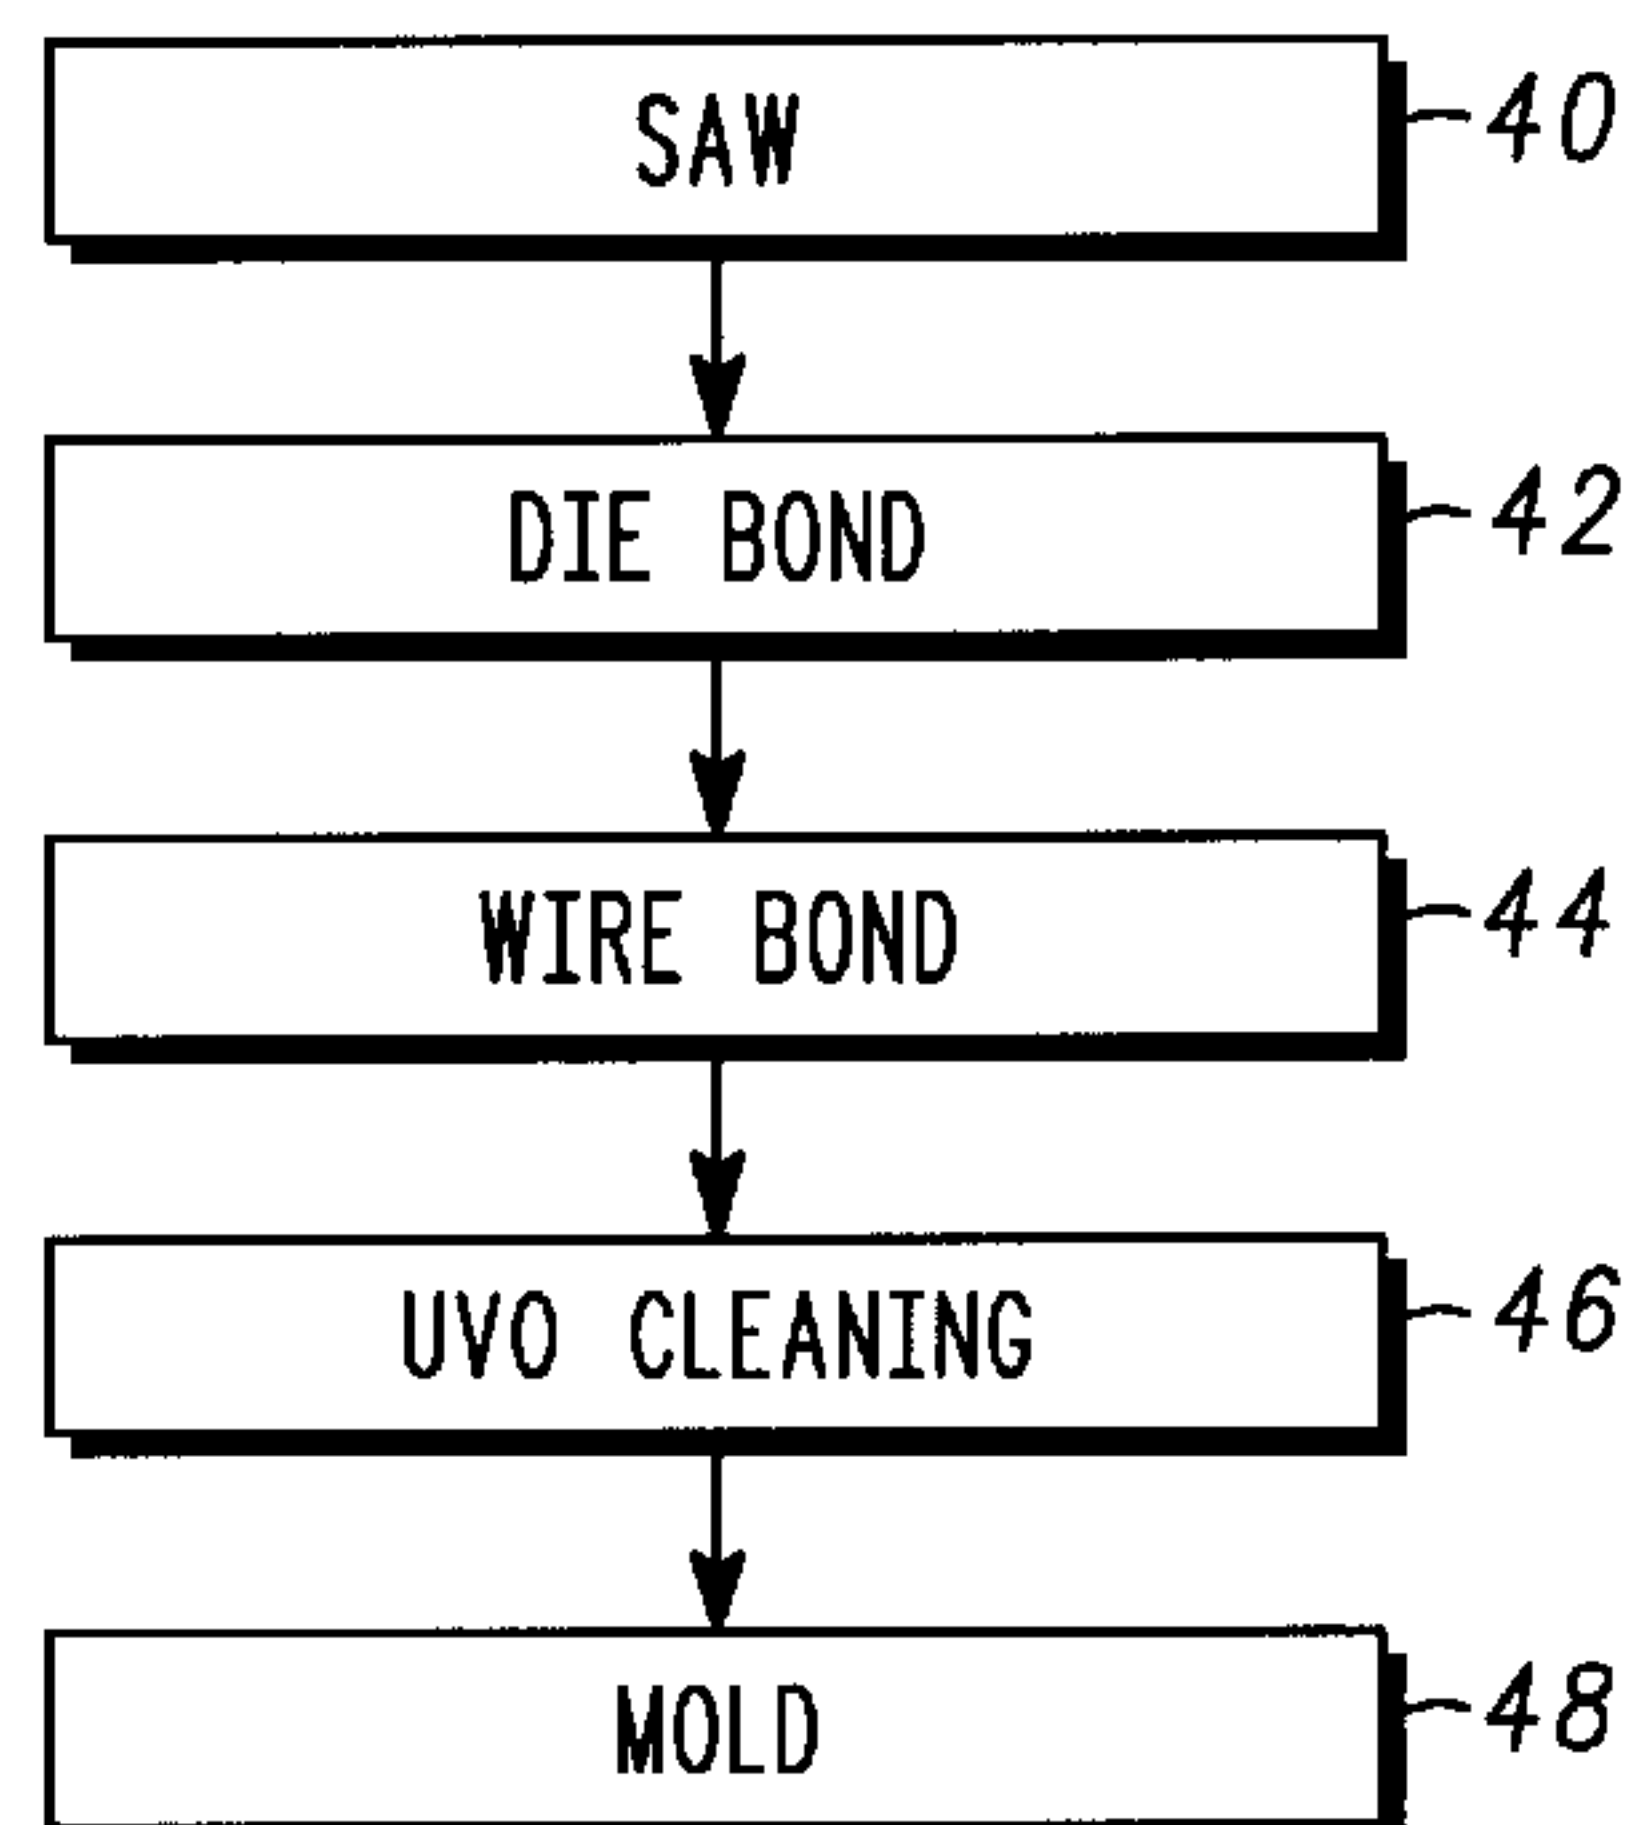 SAW 40
DIE BOND 42
WIRE BOND 44
UVO CLEANING 46
MOLD 48